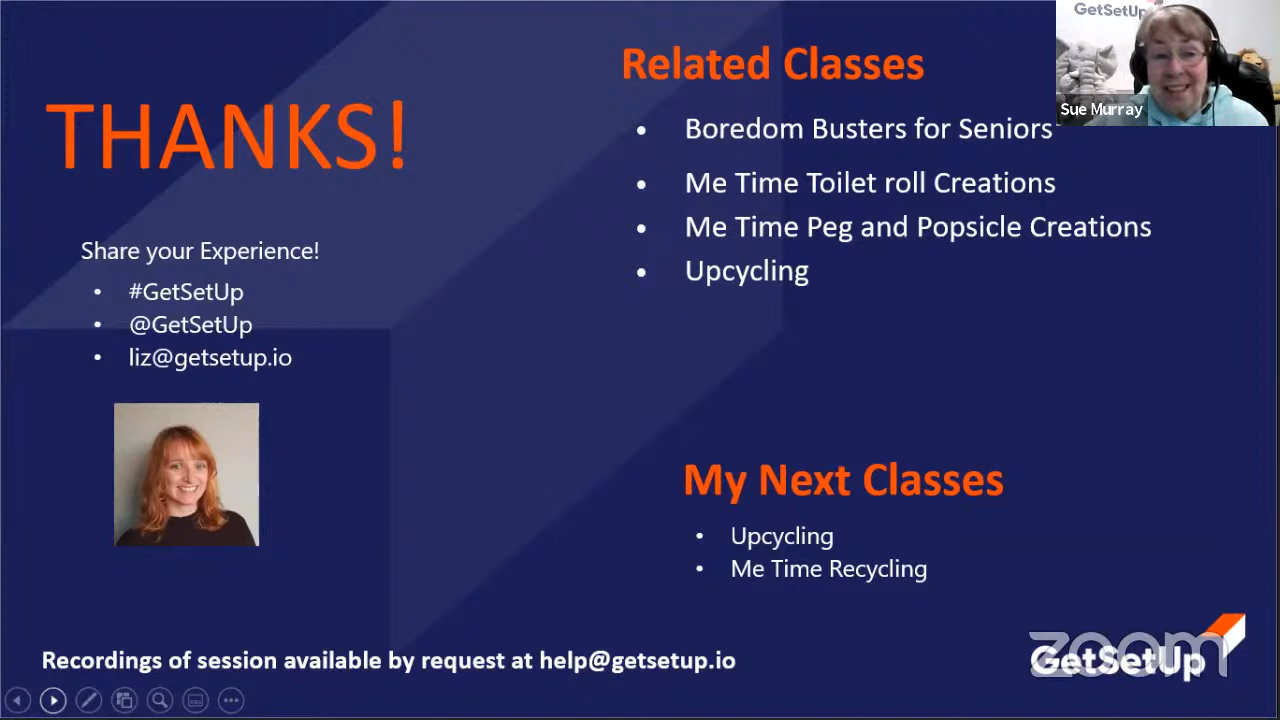 THANKS!
Share your Experience!
• #GetSetUp
• @GetSetUp
• liz@getsetup.io
Related Classes
• Boredom Busters for Seniors
• Me Time Toilet roll Creations
• Me Time Peg and Popsicle Creations
• Upcycling
GetSetUp
Sue Murray
My Next Classes
• Upcycling
• Me Time Recycling
Recordings of session available by request at help@getsetup.io
zoom
GetSetUp